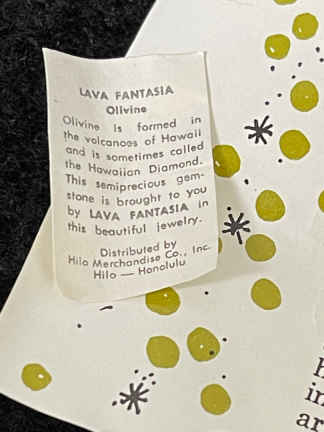 LAVA FANTASIA
Olivine
Olivine is formed in
the volcanoes of Hawaii
and is sometimes called
the Hawaiian Diamond.
This semiprecious gem-
stone is brought to you
by LAVA FANTASIA in
this beautiful jewelry.
Distributed by
Hilo Merchandise Co., Inc.
Hilo — Honolulu
in
ar